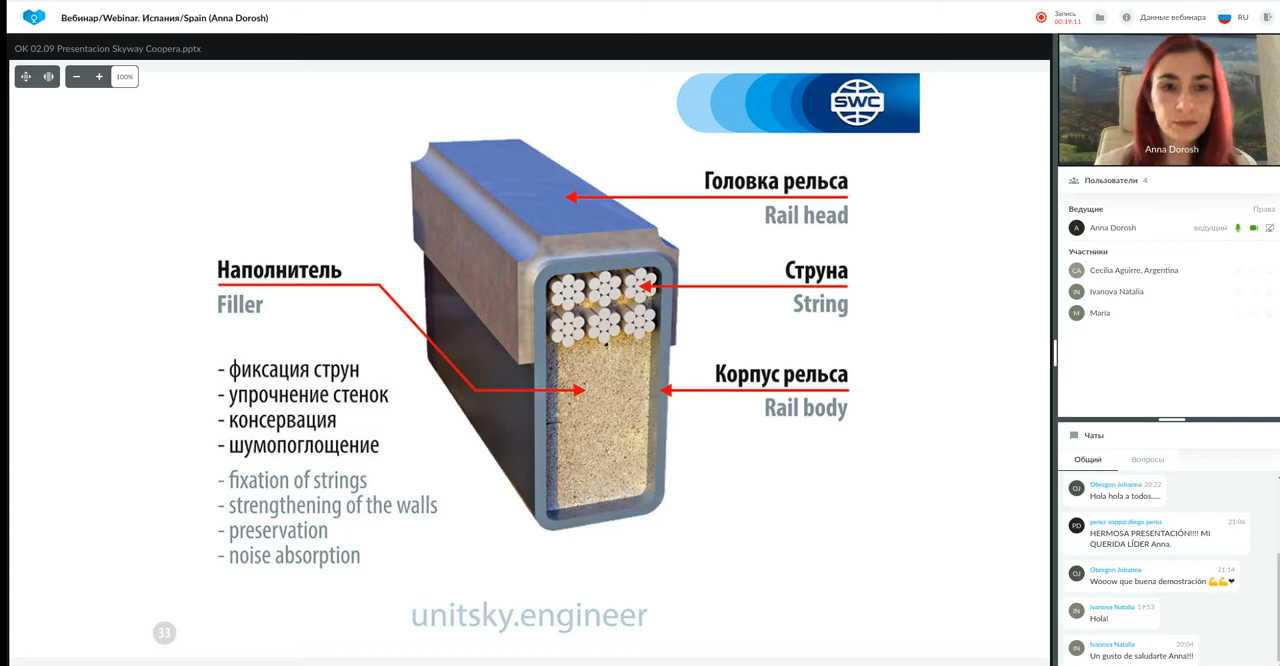 Вебинар/Webinar. Испания/Spain (Anna Dorosh)
Запись
00:19:11
Данные вебинара
RU
OK 02.09 Presentacion Skyway Coopera.pptx
100%
SWC
Головка рельса
Rail head
Наполнитель
Filler
Струна
String
Корпус рельса
Rail body
- фиксация струн
- упрочнение стенок
- консервация
- шумопоглощение
- fixation of strings
- strengthening of the walls
- preservation
- noise absorption
unitsky.engineer
33
Anna Dorosh
Пользователи 4
Ведущие Права
A Anna Dorosh ведущий
Участники
CA Cecilia Aguirre, Argentina
IN Ivanova Natalia
M María
Чаты
Общий Вопросы
OJ Obregon Johanna 20:22
Hola hola a todos.....
PD perez soppiz diego perez 21:06
HERMOSA PRESENTACIÓN!!!! MI
QUERIDA LÍDER Anna.
OJ Obregon Johanna 21:14
Wooow que buena demostración 💪💪❤
IN Ivanova Natalia 19:53
Hola!
IN Ivanova Natalia 20:04
Un gusto de saludarte Anna!!!